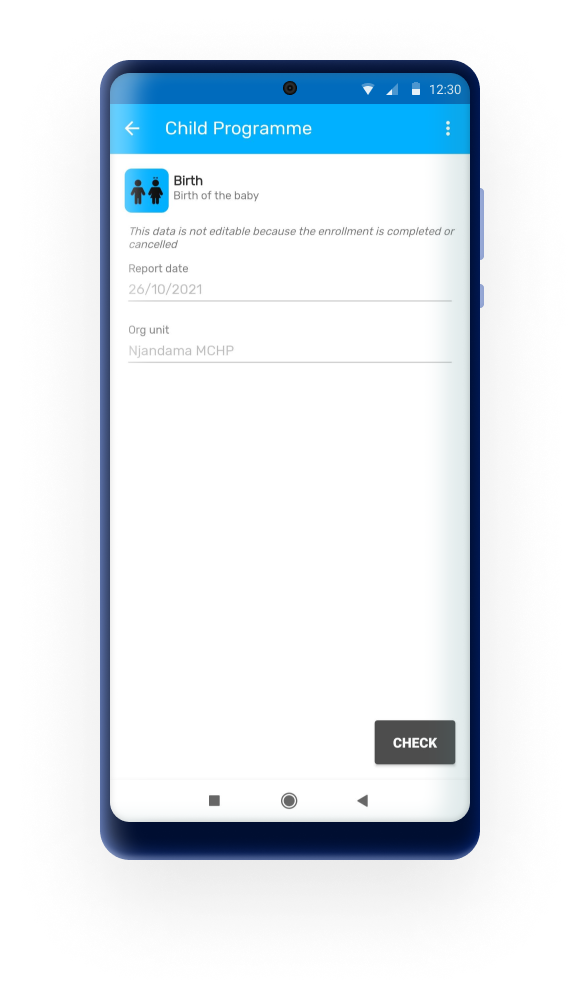 12:30
Child Programme
Birth
Birth of the baby
This data is not editable because the enrollment is completed or
cancelled
Report date
26/10/2021
Org unit
Njandama MCHP
CHECK